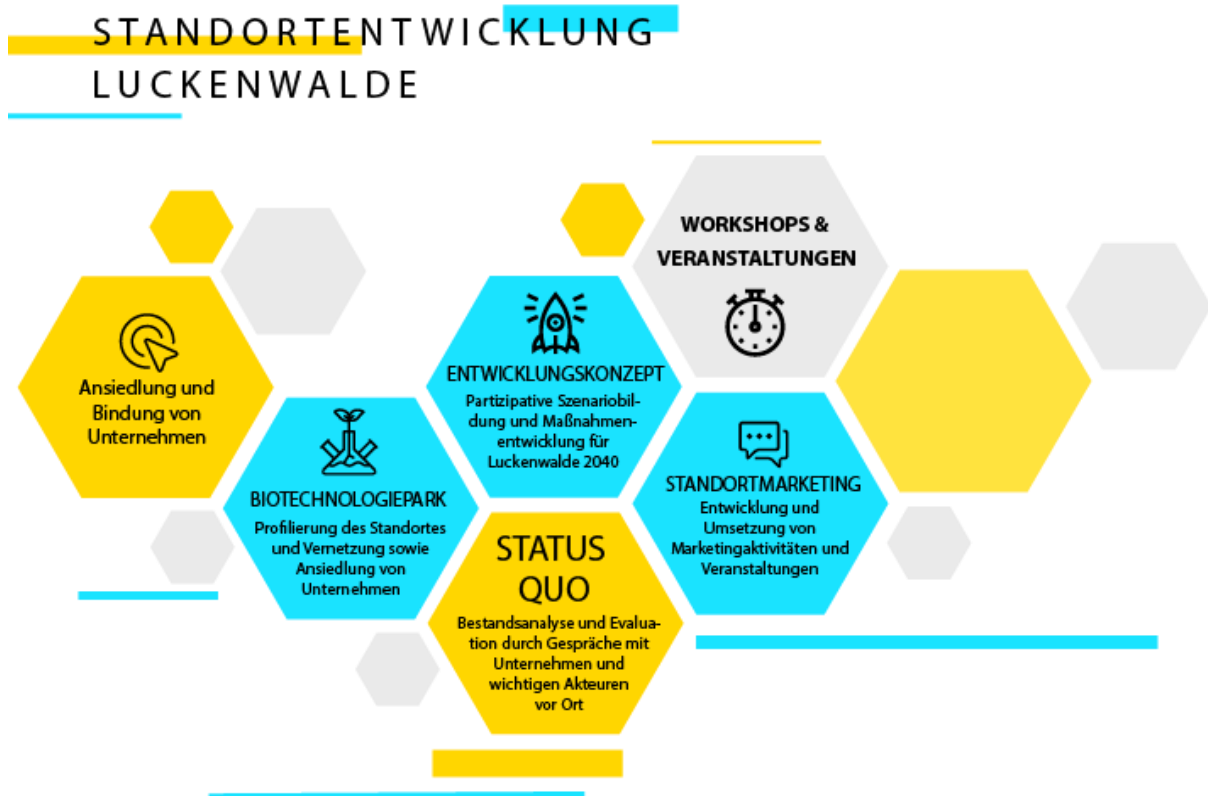 STANDORTENTWICKLUNG
LUCKENWALDE
WORKSHOPS &
VERANSTALTUNGEN
Ansiedlung und
Bindung von
Unternehmen
ENTWICKLUNGSKONZEPT
Partizipative Szenariobil-
dung und Maßnahmen-
entwicklung für
Luckenwalde 2040
BIOTECHNOLOGIEPARK
Profilierung des Standortes
und Vernetzung sowie
Ansiedlung von
Unternehmen
STANDORTMARKETING
Entwicklung und
Umsetzung von
Marketingaktivitäten und
Veranstaltungen
STATUS
QUO
Bestandsanalyse und Evalua-
tion durch Gespräche mit
Unternehmen und
wichtigen Akteuren
vor Ort